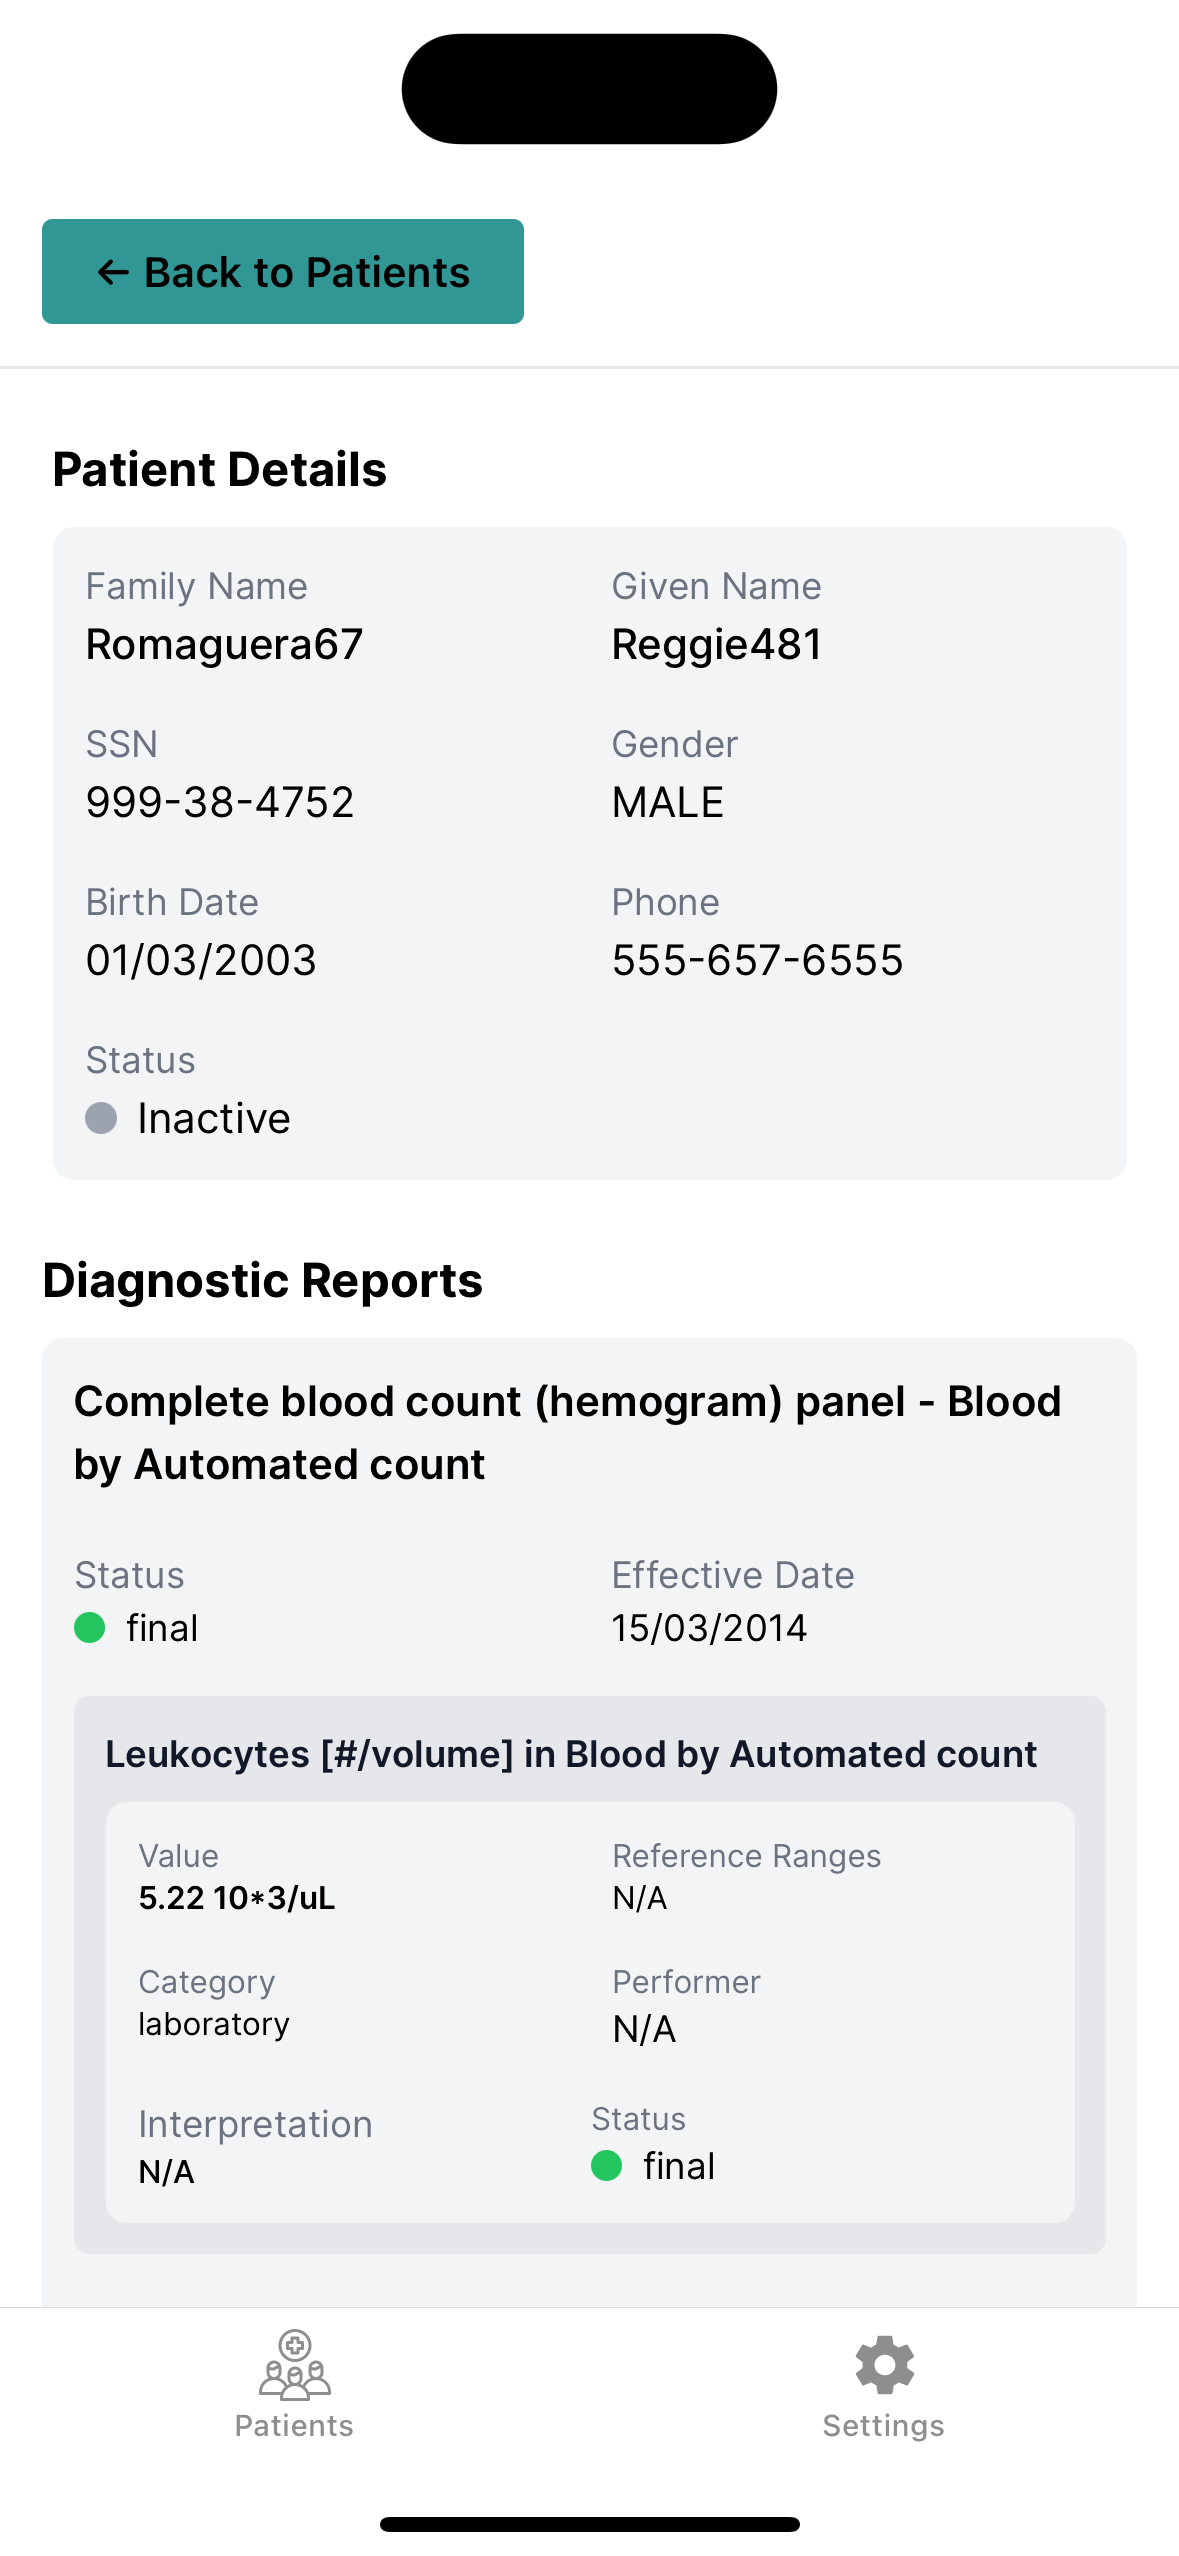 ← Back to Patients
Patient Details
Family Name
Romaguera67
Given Name
Reggie481
SSN
999-38-4752
Gender
MALE
Birth Date
01/03/2003
Phone
555-657-6555
Status
Inactive
Diagnostic Reports
Complete blood count (hemogram) panel - Blood
by Automated count
Status
final
Effective Date
15/03/2014
Leukocytes [#/volume] in Blood by Automated count
Value
5.22 10*3/uL
Reference Ranges
N/A
Category
laboratory
Performer
N/A
Interpretation
N/A
Status
final
Patients
Settings